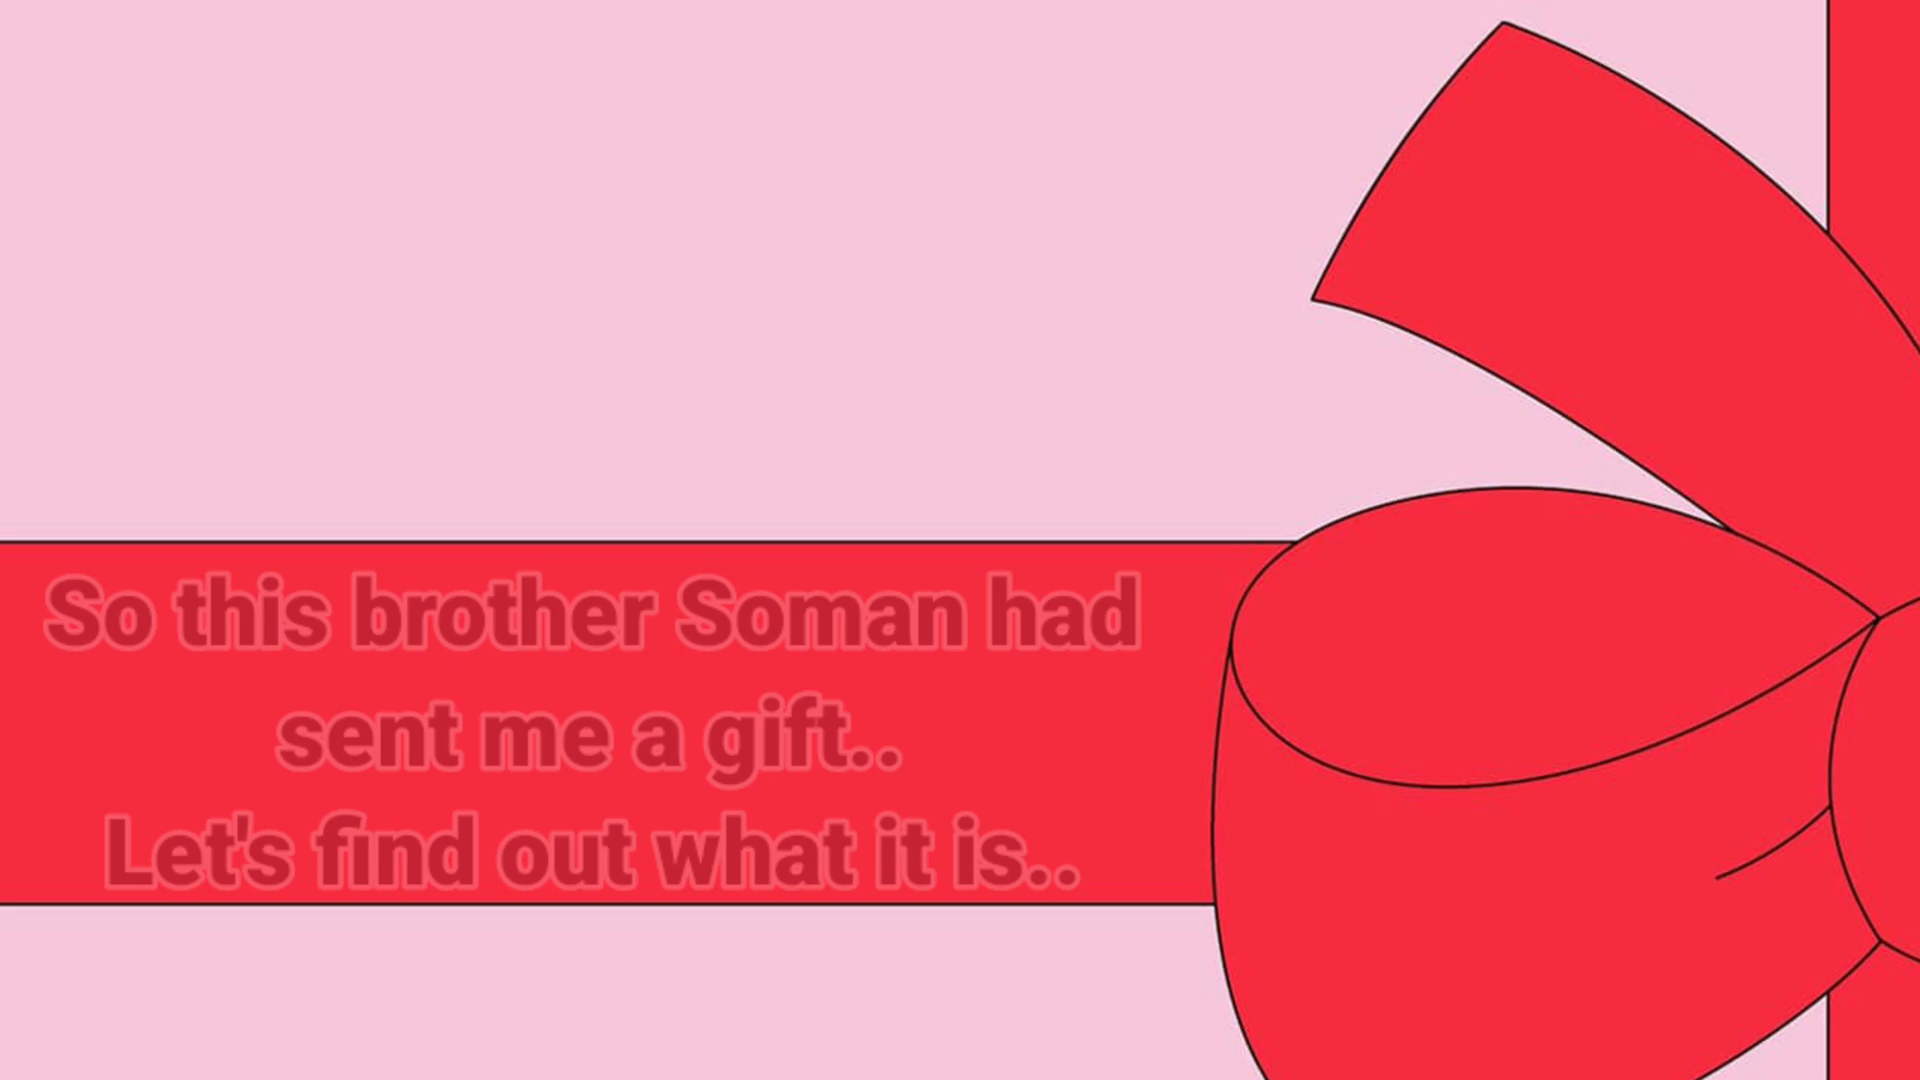 So this brother Soman had
sent me a gift..
Let's find out what it is..